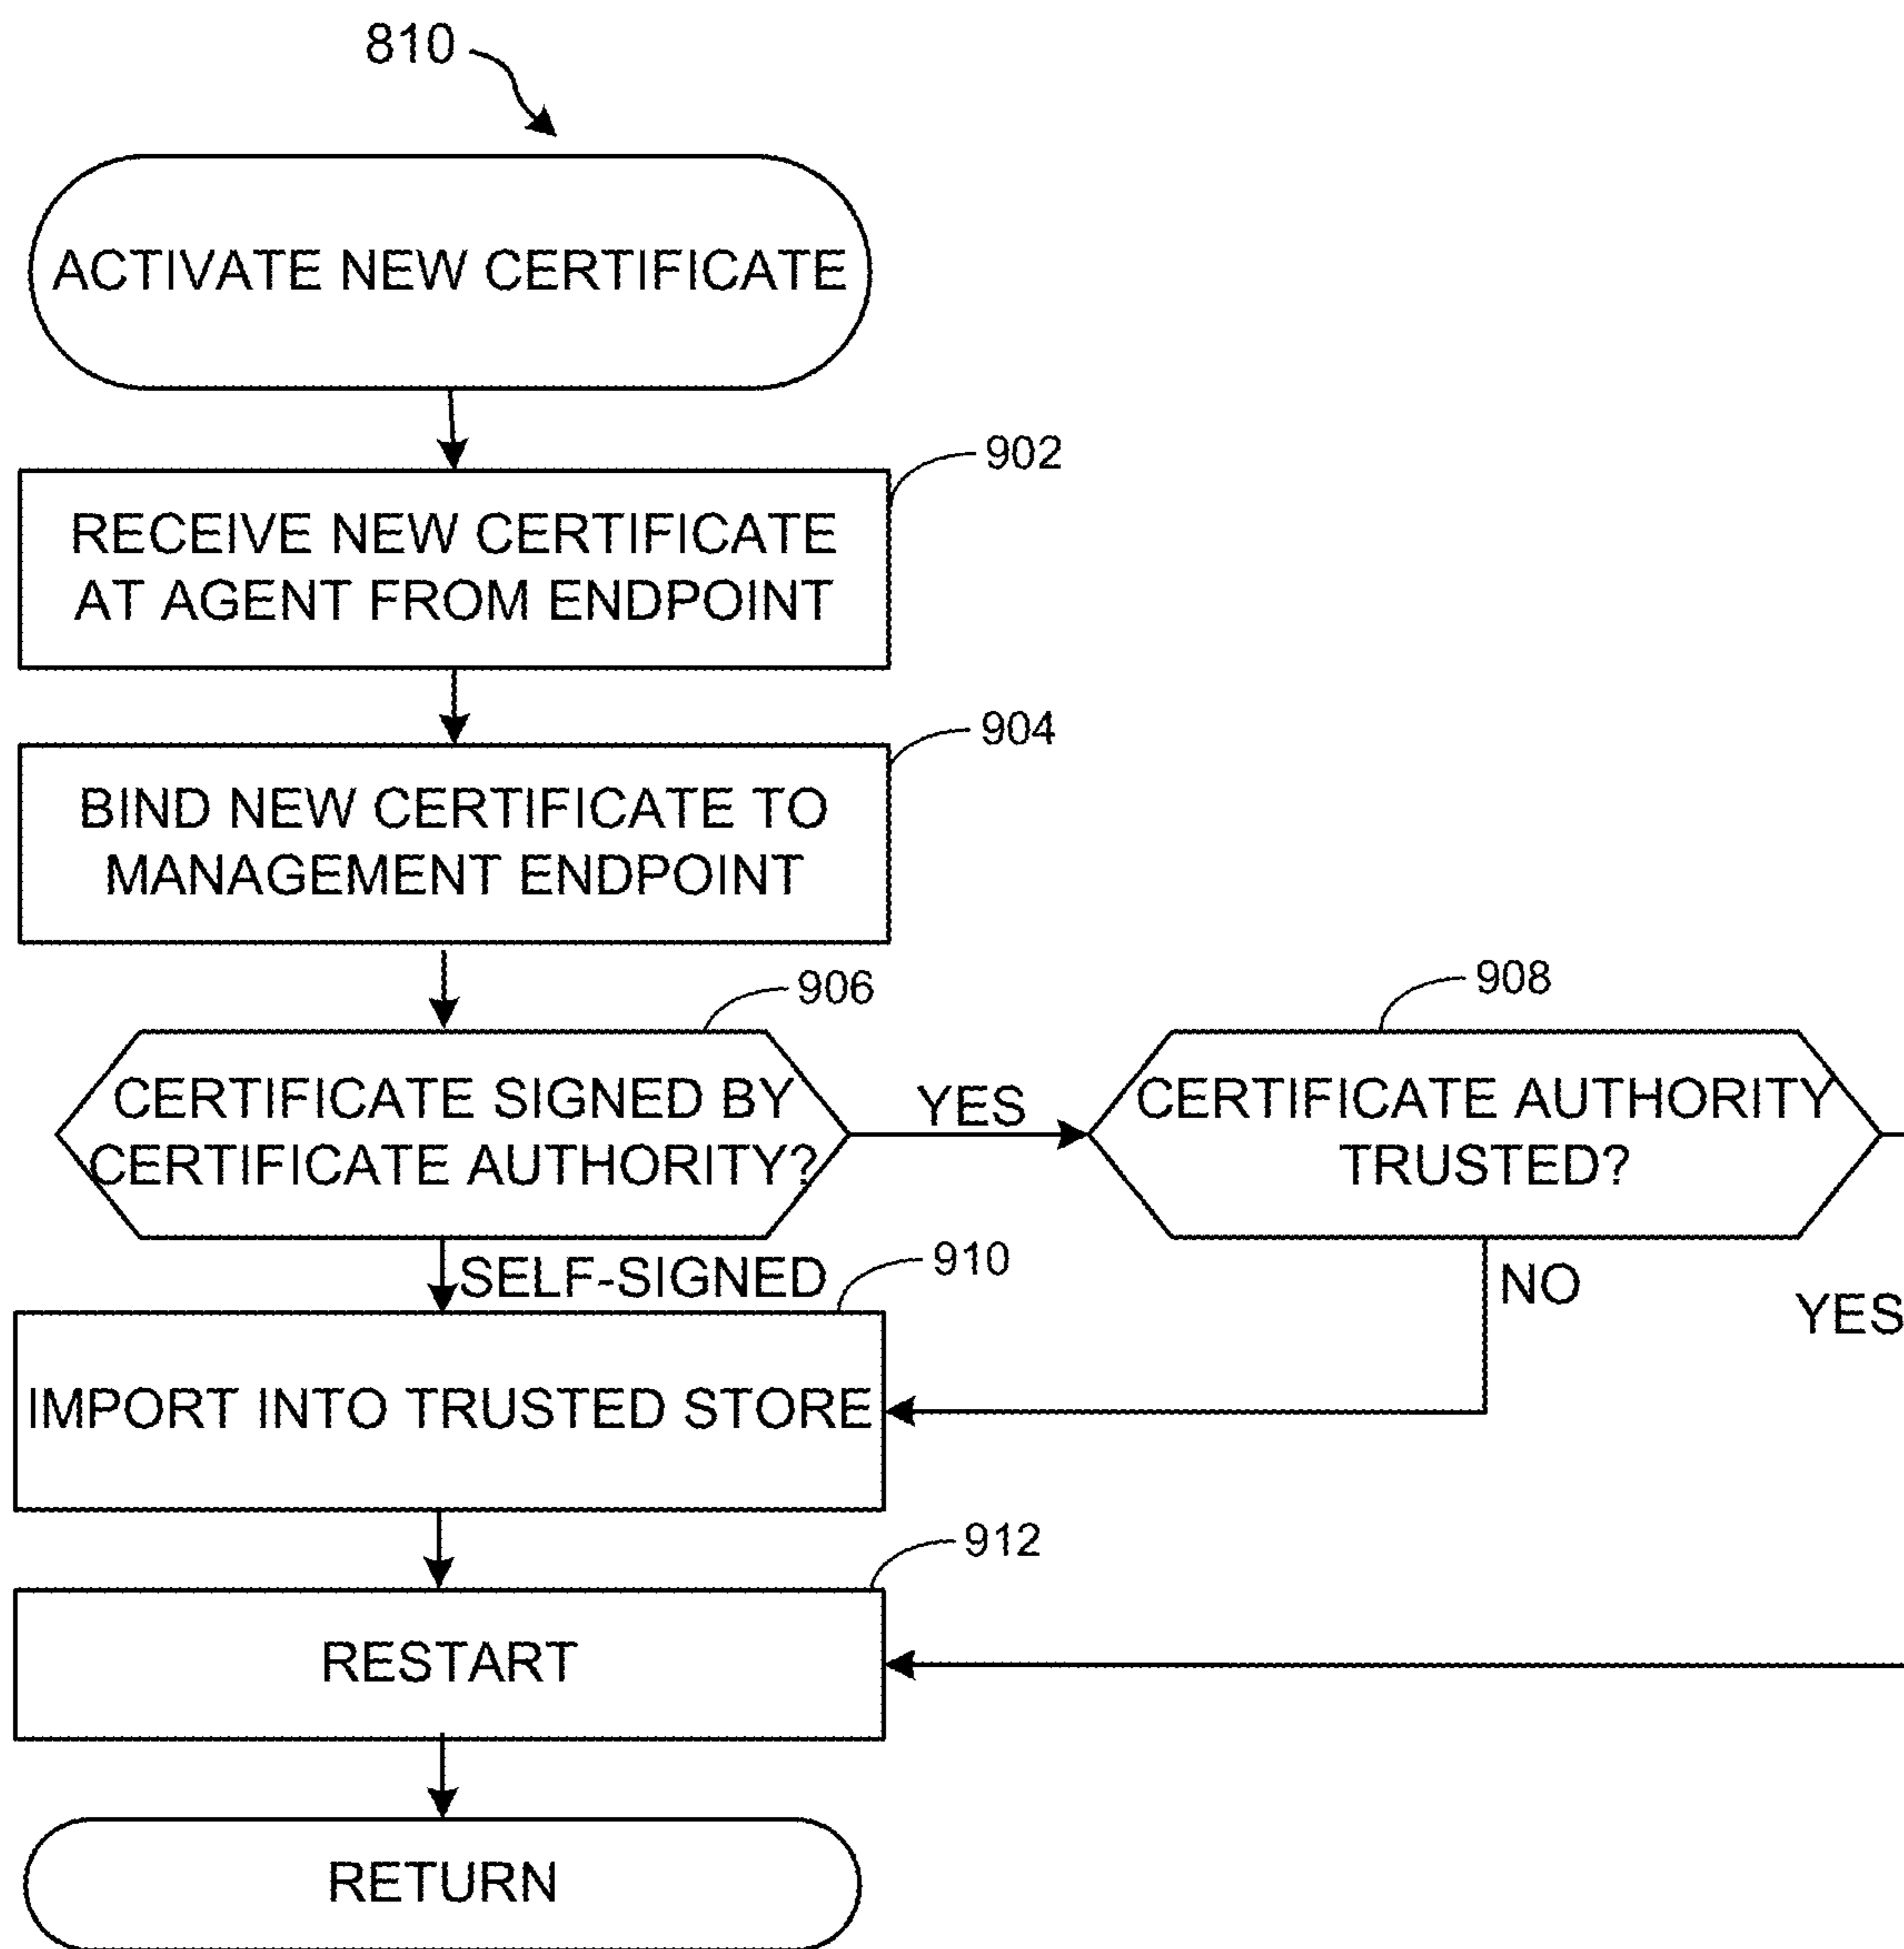 810
ACTIVATE NEW CERTIFICATE
902
RECEIVE NEW CERTIFICATE
AT AGENT FROM ENDPOINT
904
BIND NEW CERTIFICATE TO
MANAGEMENT ENDPOINT
906
CERTIFICATE SIGNED BY
CERTIFICATE AUTHORITY?
YES
908
CERTIFICATE AUTHORITY
TRUSTED?
SELF-SIGNED
910
NO
YES
IMPORT INTO TRUSTED STORE
912
RESTART
RETURN